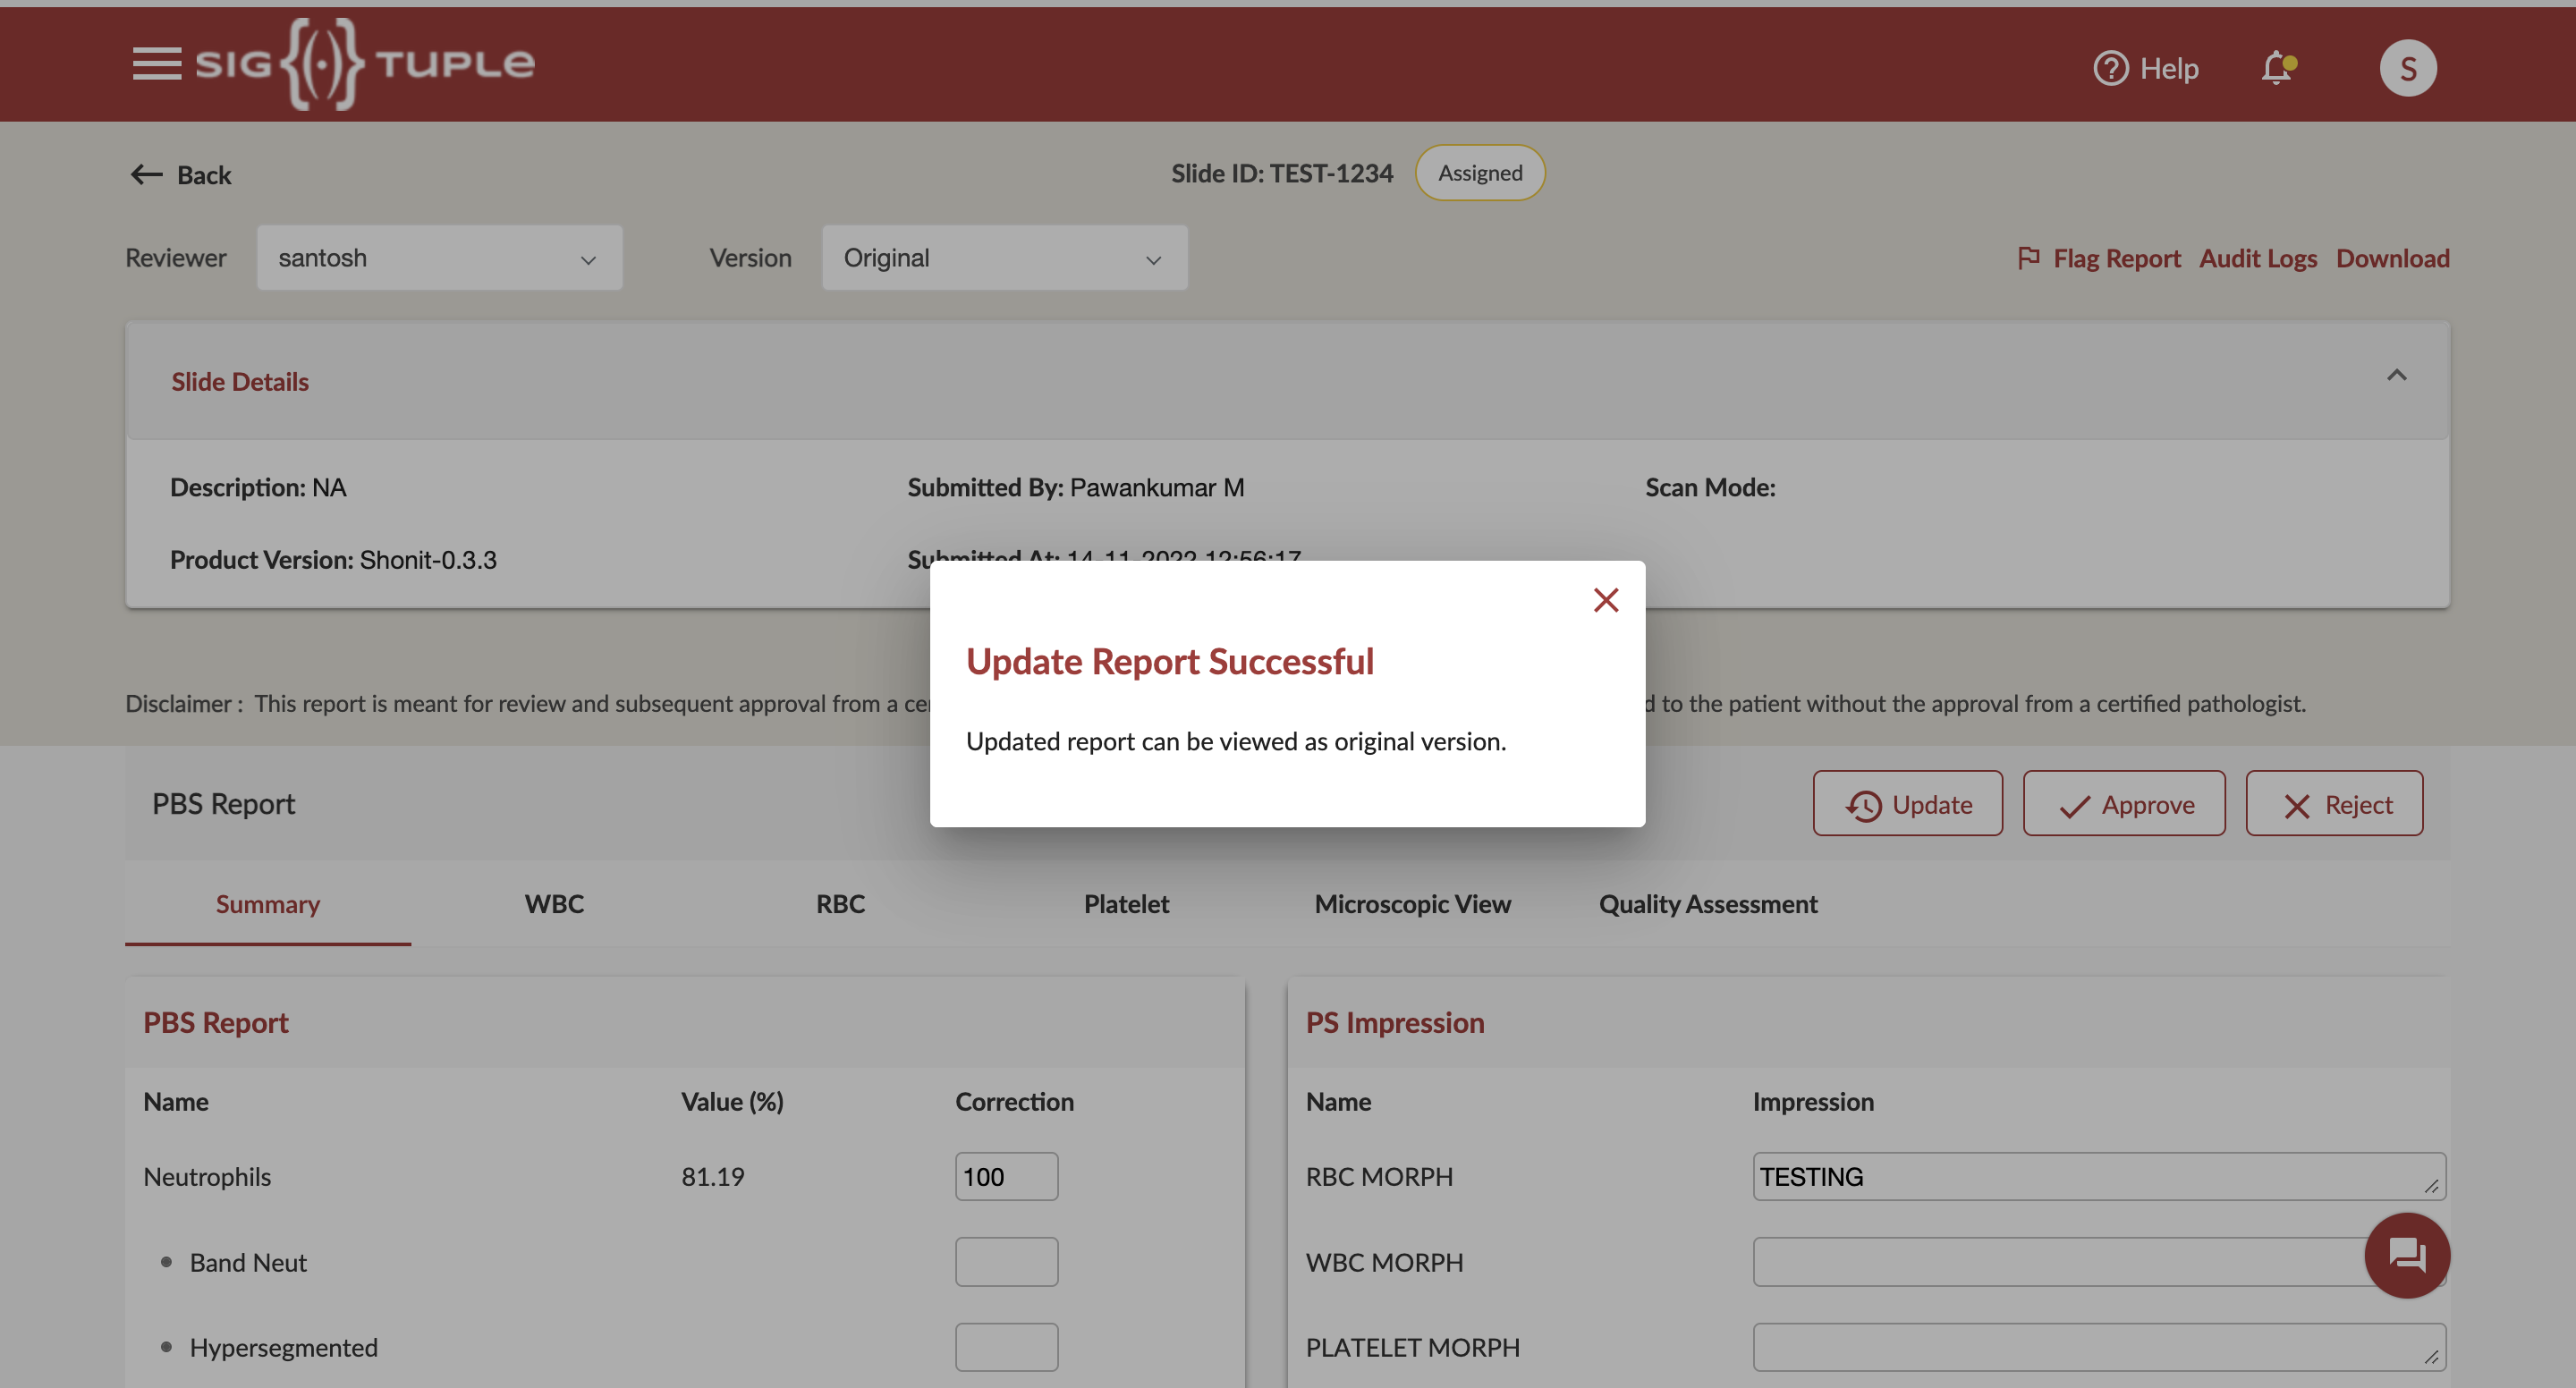 SIG{(·)}TUPLE
Help
S
Back
Slide ID: TEST-1234
Assigned
Reviewer
santosh
Version
Original
Flag Report
Audit Logs
Download
Slide Details
Description: NA
Submitted By: Pawankumar M
Scan Mode:
Product Version: Shonit-0.3.3
Submitted At: 14-11-2022 12:56:17
Update Report Successful
Updated report can be viewed as original version.
Disclaimer : This report is meant for review and subsequent approval from a
to the patient without the approval from a certified pathologist.
PBS Report
Update
Approve
Reject
Summary
WBC
RBC
Platelet
Microscopic View
Quality Assessment
PBS Report
Name Value (%) Correction
Neutrophils 81.19 100
• Band Neut
• Hypersegmented
PS Impression
Name Impression
RBC MORPH TESTING
WBC MORPH
PLATELET MORPH